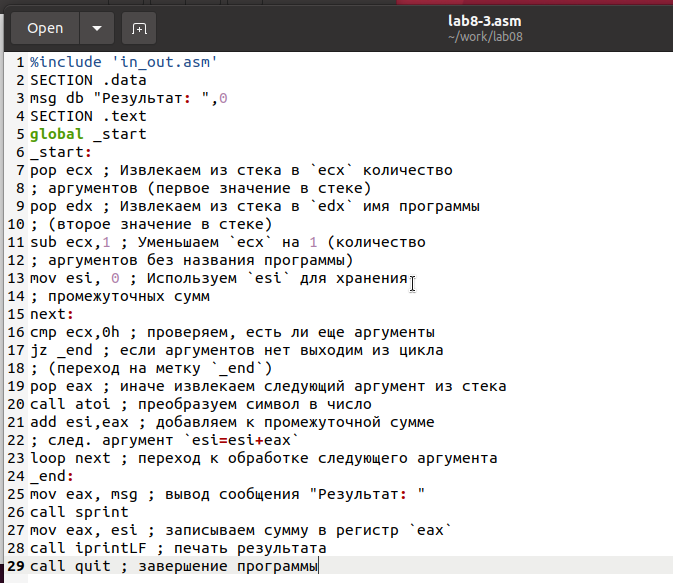 Open
lab8-3.asm
~/work/lab08
1 %include 'in_out.asm'
2 SECTION .data
3 msg db "Результат: ",0
4 SECTION .text
5 global _start
6 _start:
7 pop ecx ; Извлекаем из стека в `ecx` количество
8 ; аргументов (первое значение в стеке)
9 pop edx ; Извлекаем из стека в `edx` имя программы
10 ; (второе значение в стеке)
11 sub ecx,1 ; Уменьшаем `ecx` на 1 (количество
12 ; аргументов без названия программы)
13 mov esi, 0 ; Используем `esi` для хранения
14 ; промежуточных сумм
15 next:
16 cmp ecx,0h ; проверяем, есть ли еще аргументы
17 jz _end ; если аргументов нет выходим из цикла
18 ; (переход на метку `_end`)
19 pop eax ; иначе извлекаем следующий аргумент из стека
20 call atoi ; преобразуем символ в число
21 add esi,eax ; добавляем к промежуточной сумме
22 ; след. аргумент `esi=esi+eax`
23 loop next ; переход к обработке следующего аргумента
24 _end:
25 mov eax, msg ; вывод сообщения "Результат: "
26 call sprint
27 mov eax, esi ; записываем сумму в регистр `eax`
28 call iprintLF ; печать результата
29 call quit ; завершение программы